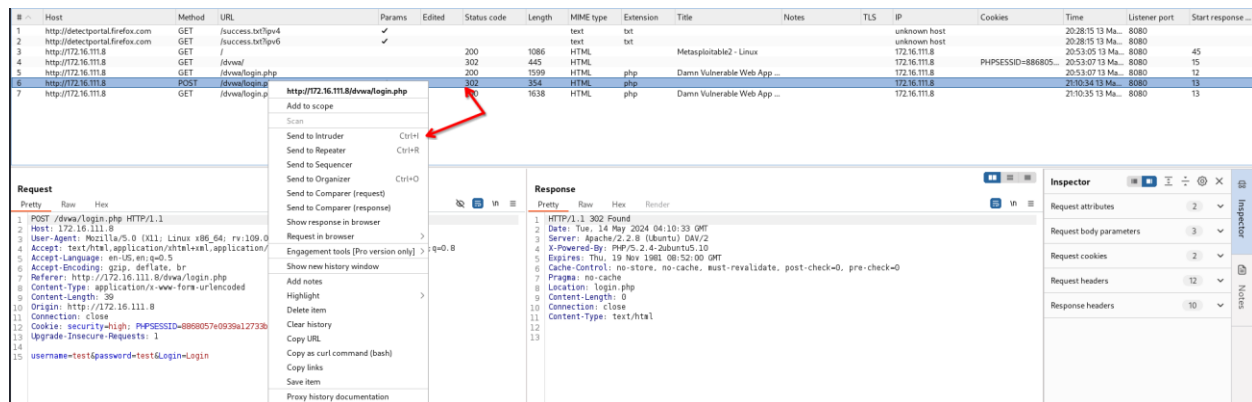 # Host Method URL Params Edited Status code Length MIME type Extension Title Notes TLS IP Cookies Time Listener port Start response ...
1 http://detectportal.firefox.com GET /success.txt?ipv4 ✓ text txt unknown host 20:28:15 13 Ma... 8080
2 http://detectportal.firefox.com GET /success.txt?ipv6 ✓ text txt unknown host 20:28:15 13 Ma... 8080
3 http://172.16.111.8 GET / 200 1086 HTML Metasploitable2 - Linux 172.16.111.8 20:53:05 13 Ma... 8080 45
4 http://172.16.111.8 GET /dvwa/ 302 445 HTML 172.16.111.8 PHPSESSID=886805... 20:53:07 13 Ma... 8080 15
5 http://172.16.111.8 GET /dvwa/login.php 200 1599 HTML php Damn Vulnerable Web App ... 172.16.111.8 20:53:07 13 Ma... 8080 12
6 http://172.16.111.8 POST /dvwa/login.p 302 354 HTML php 172.16.111.8 21:10:34 13 Ma... 8080 13
7 http://172.16.111.8 GET /dvwa/login.p 1638 HTML php Damn Vulnerable Web App ... 172.16.111.8 21:10:35 13 Ma... 8080 13
http://172.16.111.8/dvwa/login.php
Add to scope
Scan
Send to Intruder Ctrl+I
Send to Repeater Ctrl+R
Send to Sequencer
Send to Organizer Ctrl+O
Send to Comparer (request)
Send to Comparer (response)
Show response in browser
Request in browser >
Engagement tools [Pro version only] >
Show new history window
Add notes
Highlight >
Delete item
Clear history
Copy URL
Copy as curl command (bash)
Copy links
Save item
Proxy history documentation
Request
Pretty Raw Hex \n
1 POST /dvwa/login.php HTTP/1.1
2 Host: 172.16.111.8
3 User-Agent: Mozilla/5.0 (X11; Linux x86_64; rv:109.0
4 Accept: text/html,application/xhtml+xml,application/ ;q=0.8
5 Accept-Language: en-US,en;q=0.5
6 Accept-Encoding: gzip, deflate, br
7 Referer: http://172.16.111.8/dvwa/login.php
8 Content-Type: application/x-www-form-urlencoded
9 Content-Length: 39
10 Origin: http://172.16.111.8
11 Connection: close
12 Cookie: security=high; PHPSESSID=8868057e0939a12733b
13 Upgrade-Insecure-Requests: 1
14
15 username=test&password=test&Login=Login
Response
Pretty Raw Hex Render \n
1 HTTP/1.1 302 Found
2 Date: Tue, 14 May 2024 04:10:33 GMT
3 Server: Apache/2.2.8 (Ubuntu) DAV/2
4 X-Powered-By: PHP/5.2.4-2ubuntu5.10
5 Expires: Thu, 19 Nov 1981 08:52:00 GMT
6 Cache-Control: no-store, no-cache, must-revalidate, post-check=0, pre-check=0
7 Pragma: no-cache
8 Location: login.php
9 Content-Length: 0
10 Connection: close
11 Content-Type: text/html
12
13
Inspector
Request attributes 2
Request body parameters 3
Request cookies 2
Request headers 12
Response headers 10
Inspector
Notes